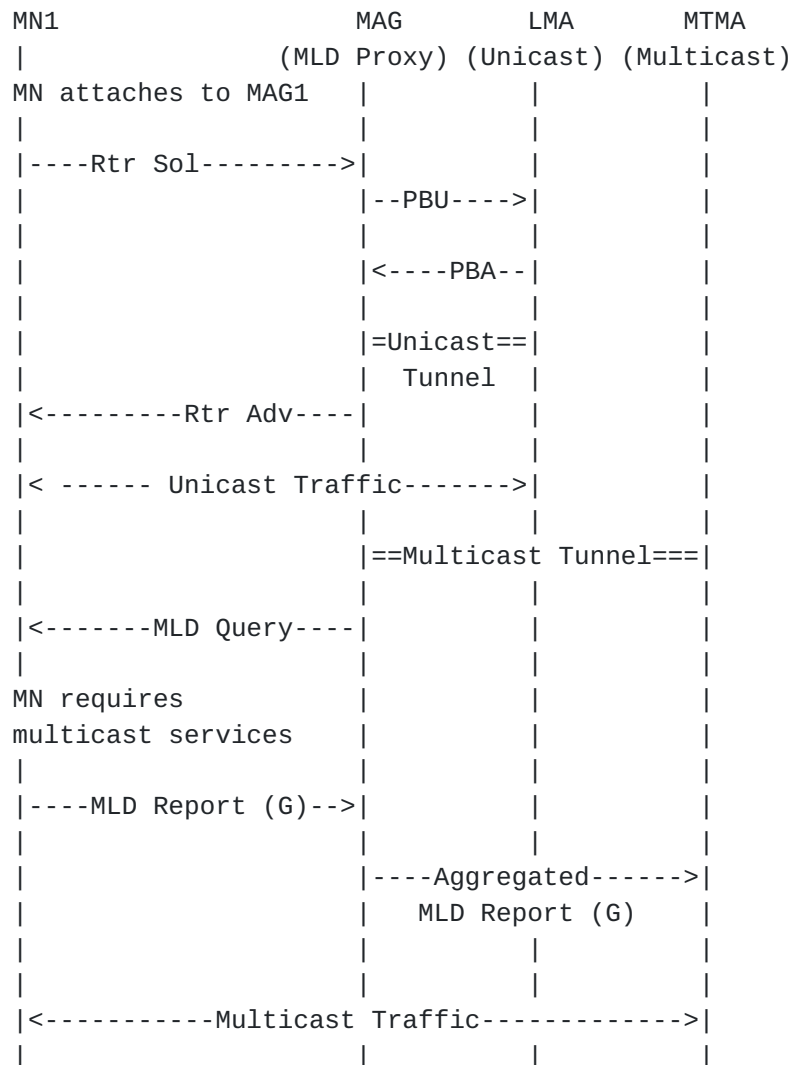 MN1                    MAG       LMA      MTMA
|               (MLD Proxy) (Unicast) (Multicast)
MN attaches to MAG1   |         |         |
|                    |         |         |
|----Rtr Sol--------->|         |         |
|                    |--PBU---->|         |
|                    |         |         |
|                    |<----PBA--|         |
|                    |         |         |
|                    |=Unicast==|         |
|                    |  Tunnel  |         |
|<---------Rtr Adv----|         |         |
|                    |         |         |
|< ------ Unicast Traffic------->|         |
|                    |         |         |
|                    |==Multicast Tunnel===|
|                    |         |         |
|<-------MLD Query----|         |         |
|                    |         |         |
MN requires          |         |         |
multicast services   |         |         |
|                    |         |         |
|----MLD Report (G)-->|         |         |
|                    |         |         |
|                    |----Aggregated------>|
|                    |   MLD Report (G)    |
|                    |         |         |
|                    |         |         |
|<-----------Multicast Traffic------------->|
|                    |         |         |